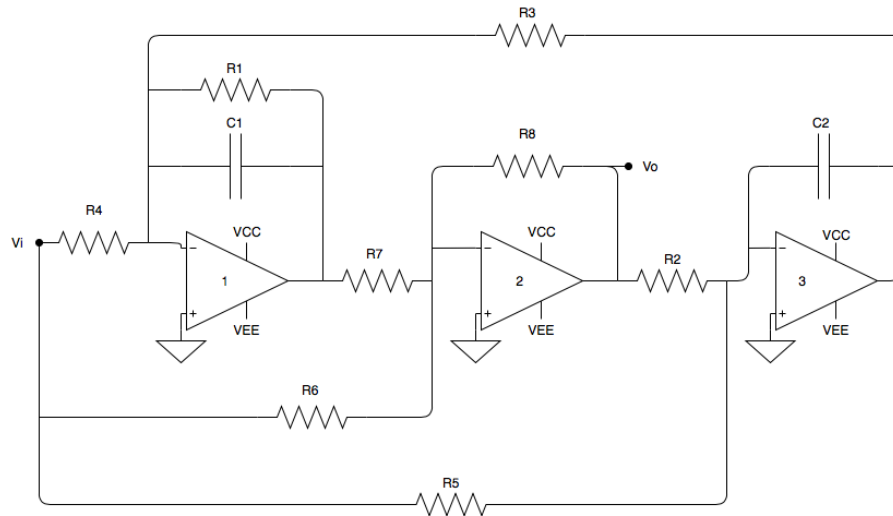 R3
R1
C1
R8
Vo
C2
Vi
R4
VCC
VCC
VCC
−
−
−
R7
R2
1
2
3
+
+
+
VEE
VEE
VEE
R6
R5